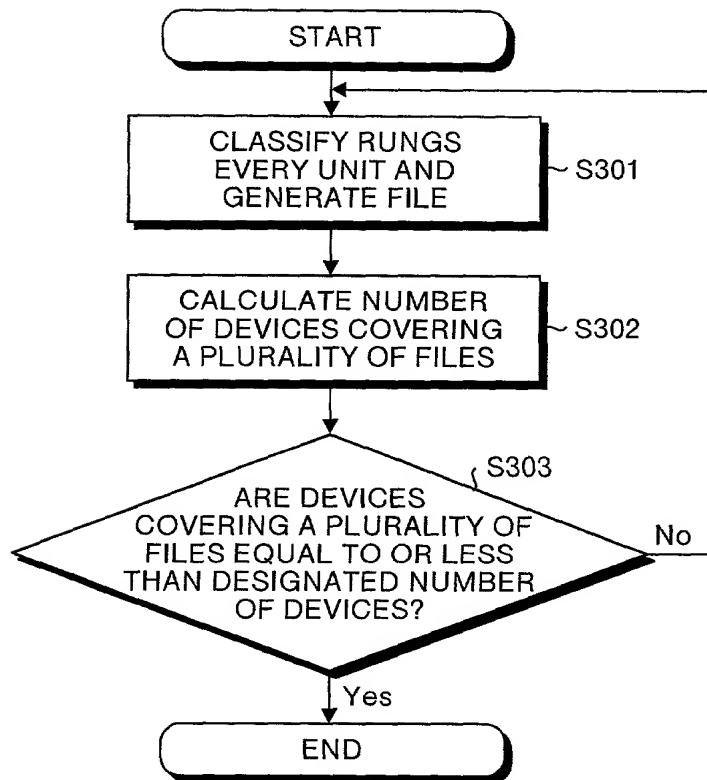 START
CLASSIFY RUNGS
EVERY UNIT AND
GENERATE FILE
S301
CALCULATE NUMBER
OF DEVICES COVERING
A PLURALITY OF FILES
S302
S303
ARE DEVICES
COVERING A PLURALITY OF
FILES EQUAL TO OR LESS
THAN DESIGNATED NUMBER
OF DEVICES?
No
Yes
END